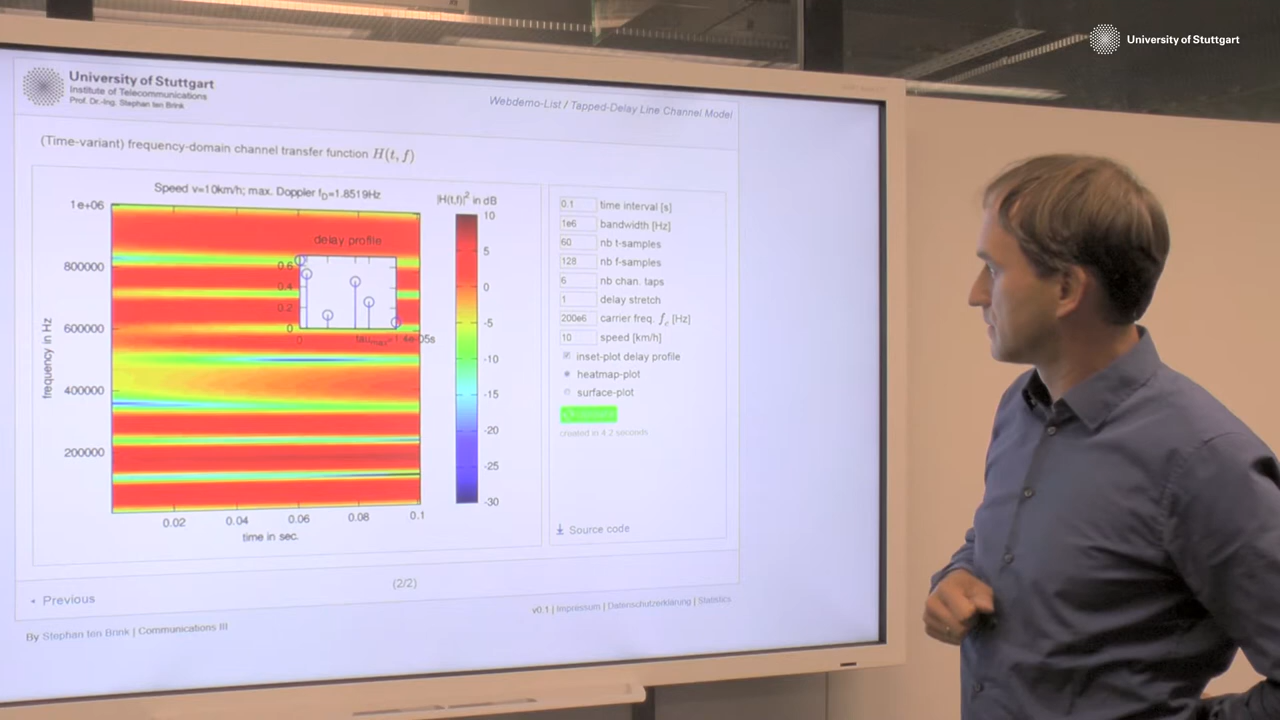 University of Stuttgart
University of Stuttgart
Institute of Telecommunications
Prof. Dr.-Ing. Stephan ten Brink
Webdemo-List / Tapped-Delay Line Channel Model
(Time-variant) frequency-domain channel transfer function H(t, f)
Speed v=10km/h; max. Doppler f_D=1.8519Hz
|H(t,f)|² in dB
1e+06
800000
600000
400000
200000
frequency in Hz
0.02
0.04
0.06
0.08
0.1
time in sec.
delay profile
0.6
0.4
0.2
0
0
10
5
0
-5
-10
-15
-20
-25
-30
0.1 time interval [s]
1e6 bandwidth [Hz]
60 nb t-samples
128 nb f-samples
6 nb chan. taps
1 delay stretch
200e6 carrier freq. f_c [Hz]
10 speed [km/h]
inset-plot delay profile
heatmap-plot
surface-plot
created in 4.2 seconds
Source code
(2/2)
Previous
v0.1 | Impressum | Datenschutzerklärung | Statistics
By Stephan ten Brink | Communications III